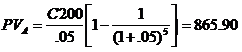 PV_A = C200/.05 [1 - 1/(1+.05)^5] = 865.90